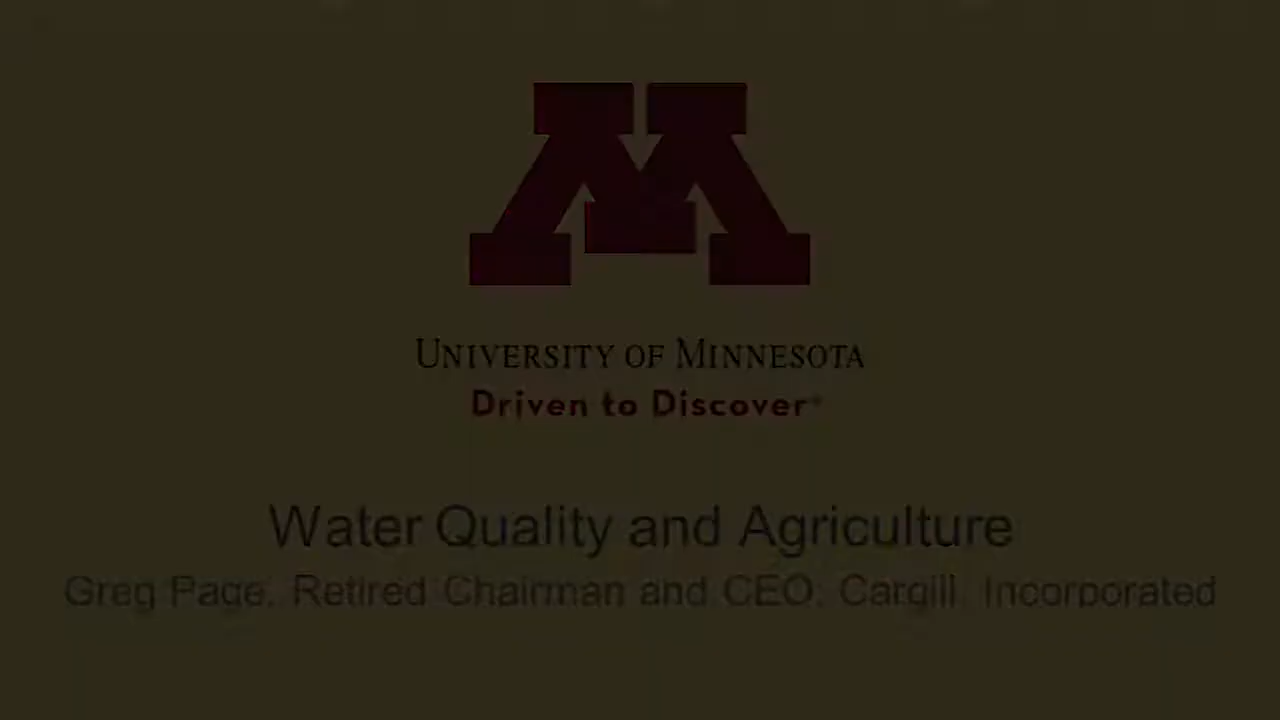 M
University of Minnesota
Driven to Discover
Water Quality and Agriculture
Greg Page, Retired Chairman and CEO, Cargill, Incorporated